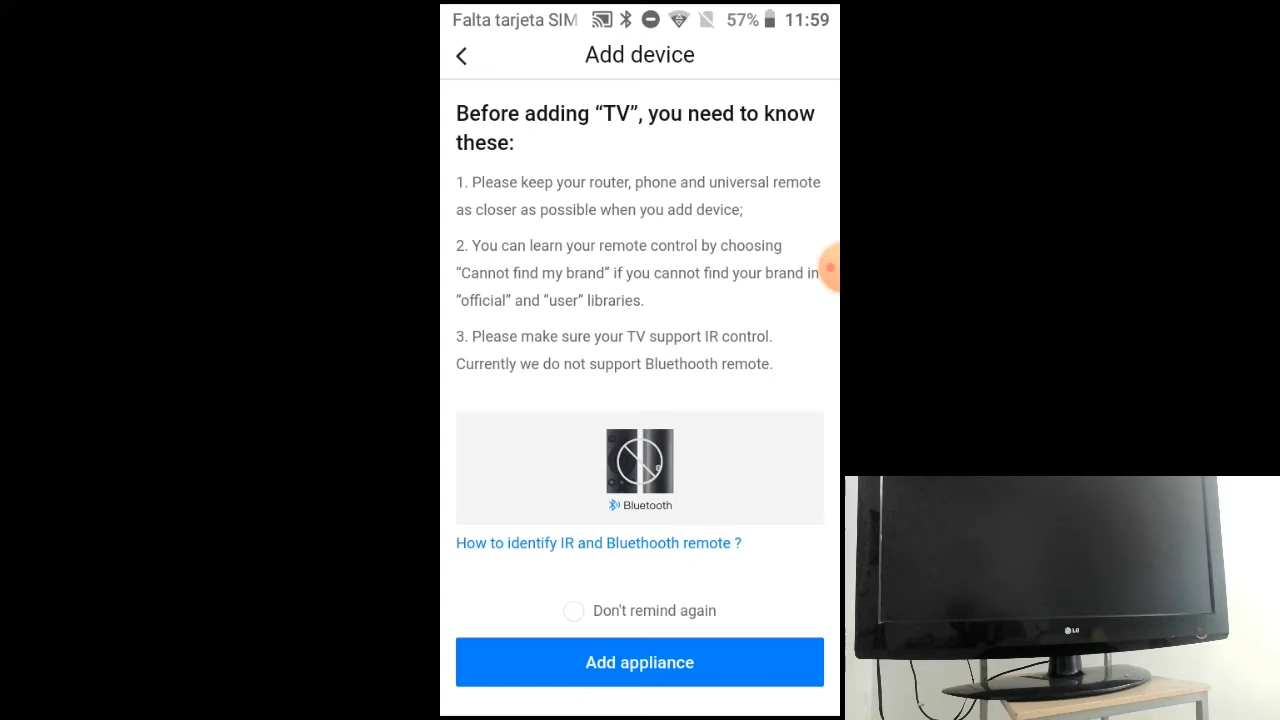 Falta tarjeta SIM 57% 11:59
Add device
Before adding “TV”, you need to know
these:
1. Please keep your router, phone and universal remote
as closer as possible when you add device;
2. You can learn your remote control by choosing
“Cannot find my brand” if you cannot find your brand in
“official” and “user” libraries.
3. Please make sure your TV support IR control.
Currently we do not support Bluethooth remote.
Bluetooth
How to identify IR and Bluethooth remote ?
Don't remind again
Add appliance
LG